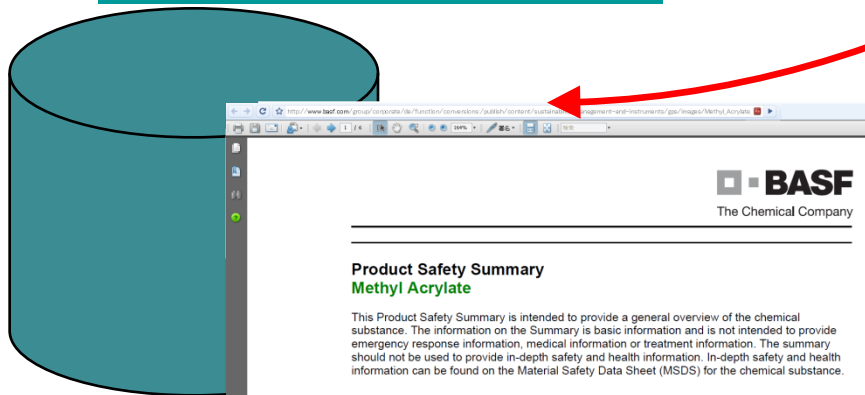 http://www.basf.com/group/corporate/de/function/conversions:/publish/content/sustainab
nagement-and-instruments/gps/images/Methyl_Acrylate
1 / 6
BASF
The Chemical Company
Product Safety Summary
Methyl Acrylate
This Product Safety Summary is intended to provide a general overview of the chemical
substance. The information on the Summary is basic information and is not intended to provide
emergency response information, medical information or treatment information. The summary
should not be used to provide in-depth safety and health information. In-depth safety and health
information can be found on the Material Safety Data Sheet (MSDS) for the chemical substance.